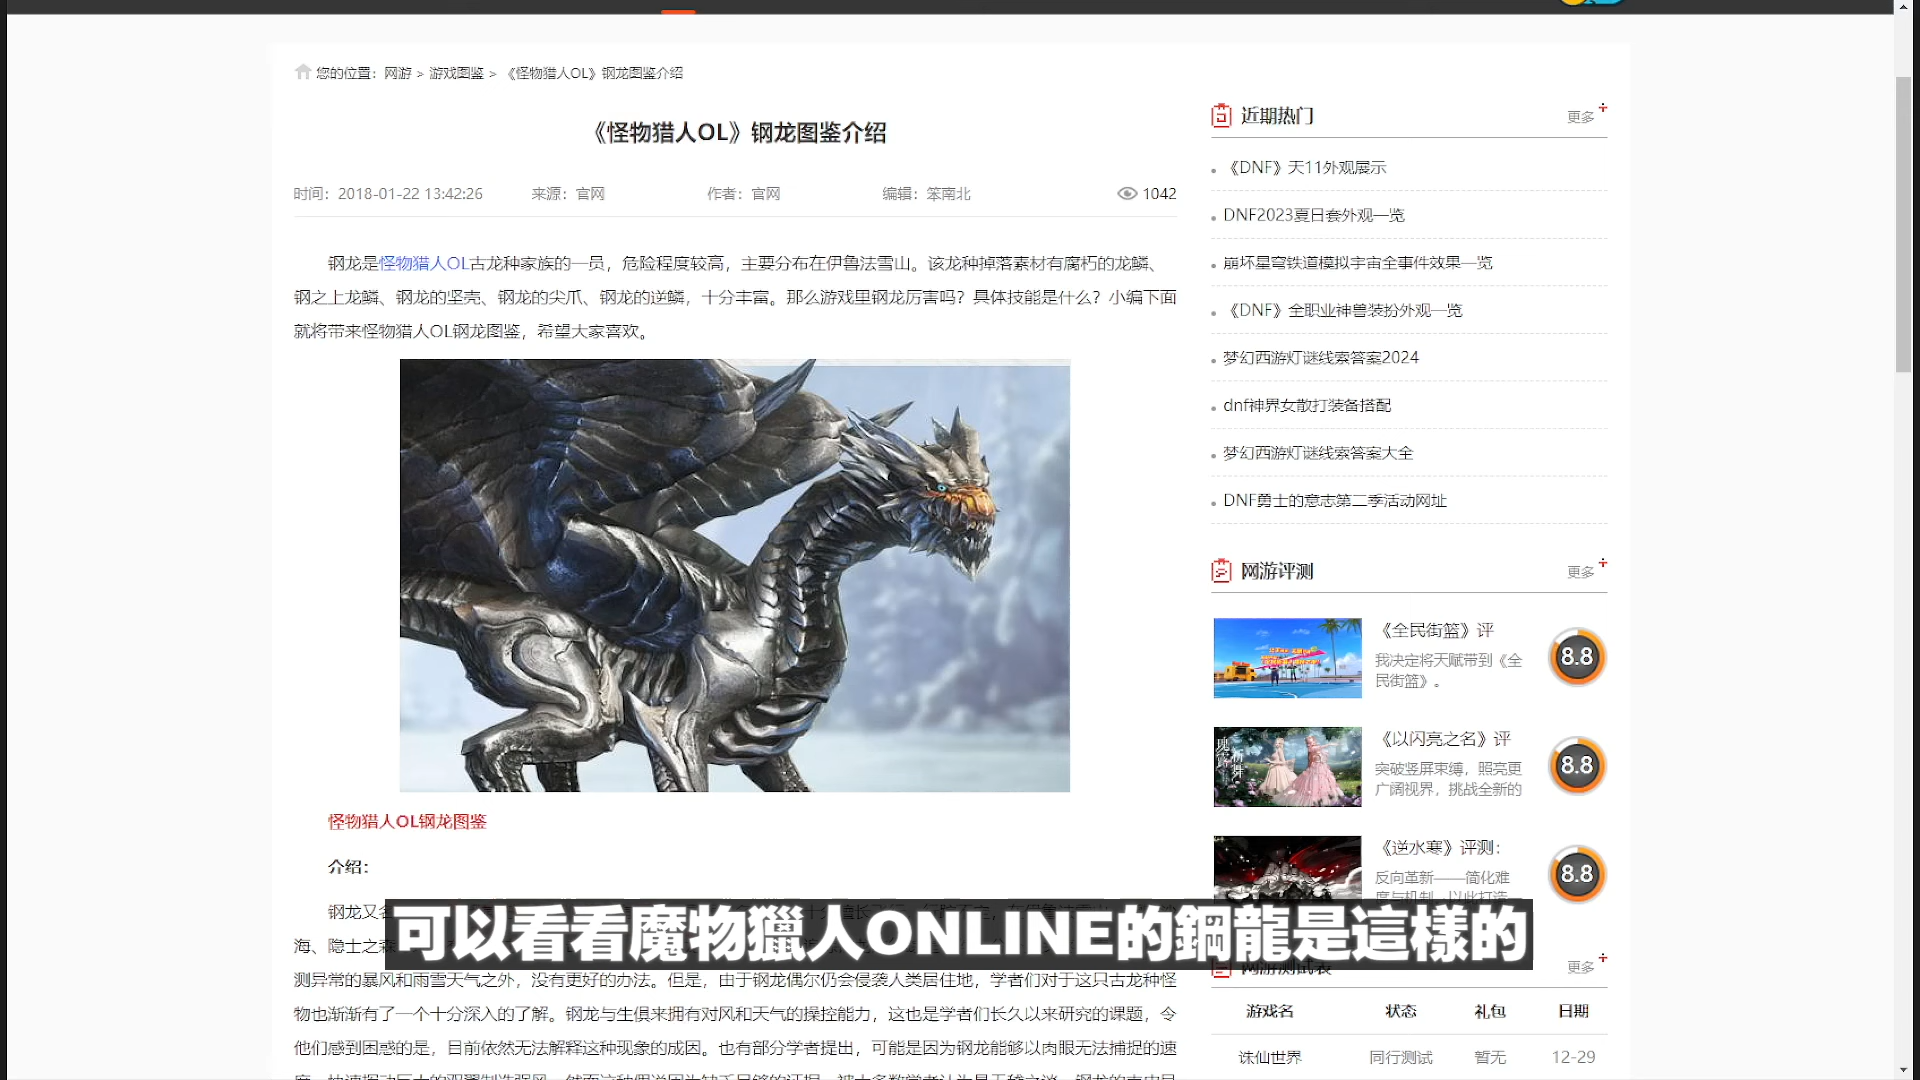 您的位置：网游 > 游戏图鉴 > 《怪物猎人OL》钢龙图鉴介绍
《怪物猎人OL》钢龙图鉴介绍
时间：2018-01-22 13:42:26 来源：官网 作者：官网 编辑：笨南北 1042
钢龙是怪物猎人OL古龙种家族的一员，危险程度较高，主要分布在伊鲁法雪山。该龙种掉落素材有腐朽的龙鳞、
钢之上龙鳞、钢龙的坚壳、钢龙的尖爪、钢龙的逆鳞，十分丰富。那么游戏里钢龙厉害吗？具体技能是什么？小编下面
就将带来怪物猎人OL钢龙图鉴，希望大家喜欢。
怪物猎人OL钢龙图鉴
介绍：
钢龙又
海、隐士之森
可以看看魔物獵人ONLINE的鋼龍是這樣的
测异常的暴风和雨雪天气之外，没有更好的办法。但是，由于钢龙偶尔仍会侵袭人类居住地，学者们对于这只古龙种怪
物也渐渐有了一个十分深入的了解。钢龙与生俱来拥有对风和天气的操控能力，这也是学者们长久以来研究的课题，令
他们感到困惑的是，目前依然无法解释这种现象的成因。也有部分学者提出，可能是因为钢龙能够以肉眼无法捕捉的速
近期热门 更多
《DNF》天11外观展示
DNF2023夏日套外观一览
崩坏星穹铁道模拟宇宙全事件效果一览
《DNF》全职业神兽装扮外观一览
梦幻西游灯谜线索答案2024
dnf神界女散打装备搭配
梦幻西游灯谜线索答案大全
DNF勇士的意志第二季活动网址
网游评测 更多
《全民街篮》评
我决定将天赋带到《全
民街篮》。
8.8
《以闪亮之名》评
突破竖屏束缚，照亮更
广阔视界，挑战全新的
8.8
《逆水寒》评测：
反向革新——简化难
度与机制，以此打造一
8.8
网游测试表 更多
游戏名 状态 礼包 日期
诛仙世界 同行测试 暂无 12-29